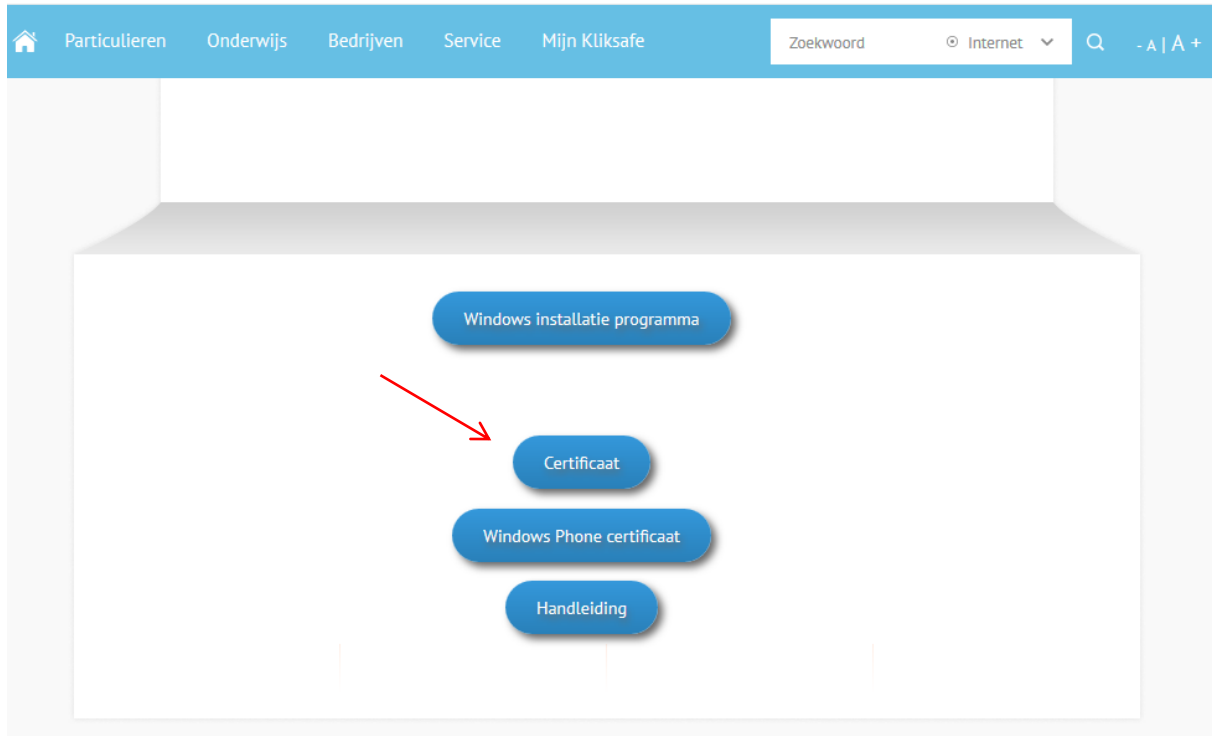 Particulieren Onderwijs Bedrijven Service Mijn Kliksafe Zoekwoord Internet - A | A +
Windows installatie programma
Certificaat
Windows Phone certificaat
Handleiding